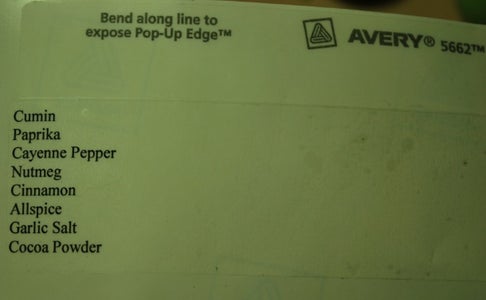 Bend along line to
expose Pop-Up Edge™
AVERY® 5662™
Cumin
Paprika
Cayenne Pepper
Nutmeg
Cinnamon
Allspice
Garlic Salt
Cocoa Powder